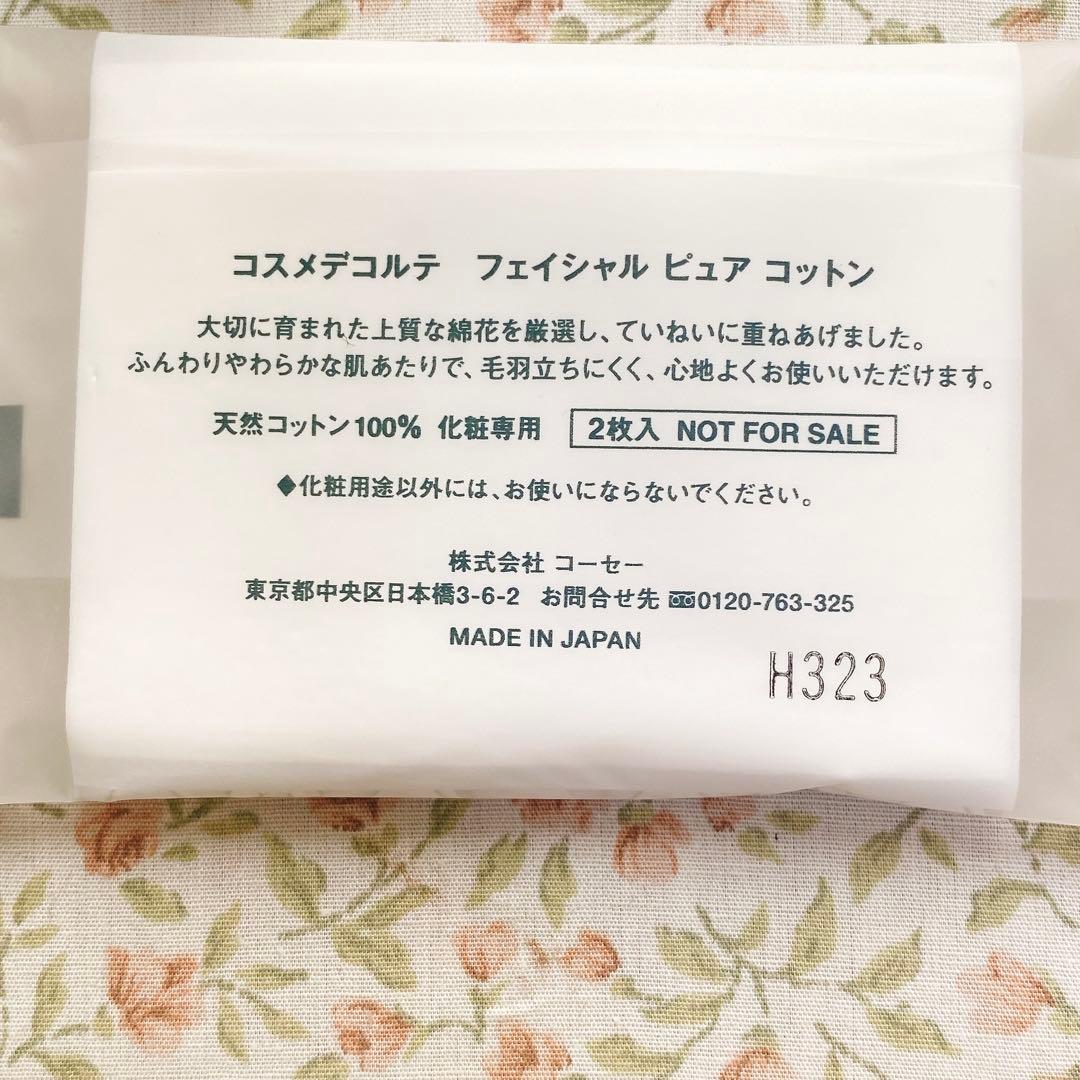 コスメデコルテ　フェイシャル ピュア コットン
大切に育まれた上質な綿花を厳選し、ていねいに重ねあげました。
ふんわりやわらかな肌あたりで、毛羽立ちにくく、心地よくお使いいただけます。
天然コットン100% 化粧専用 2枚入 NOT FOR SALE
◆化粧用途以外には、お使いにならないでください。
株式会社 コーセー
東京都中央区日本橋3-6-2 お問合せ先 0120-763-325
MADE IN JAPAN
H323